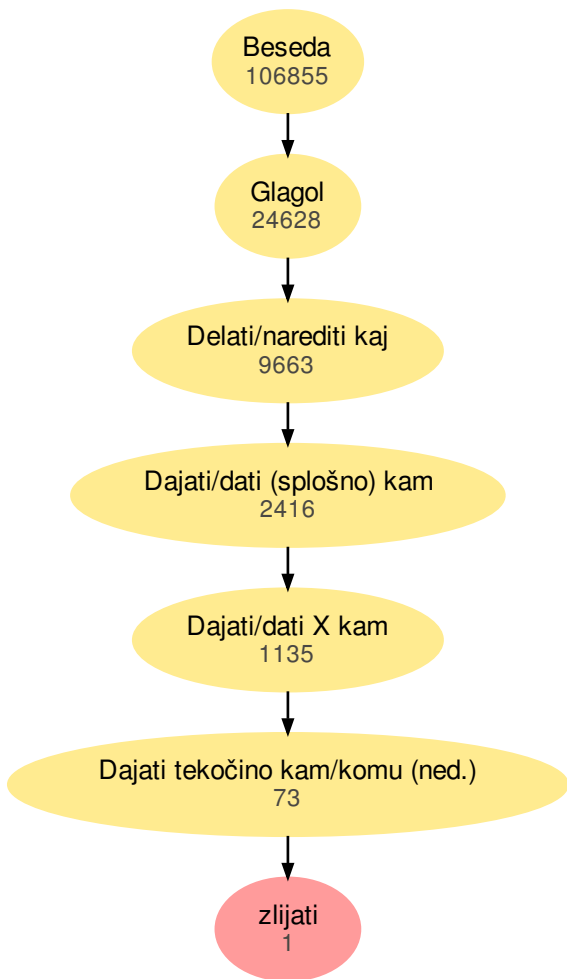 Beseda
106855
Glagol
24628
Delati/narediti kaj
9663
Dajati/dati (splošno) kam
2416
Dajati/dati X kam
1135
Dajati tekočino kam/komu (ned.)
73
zlijati
1